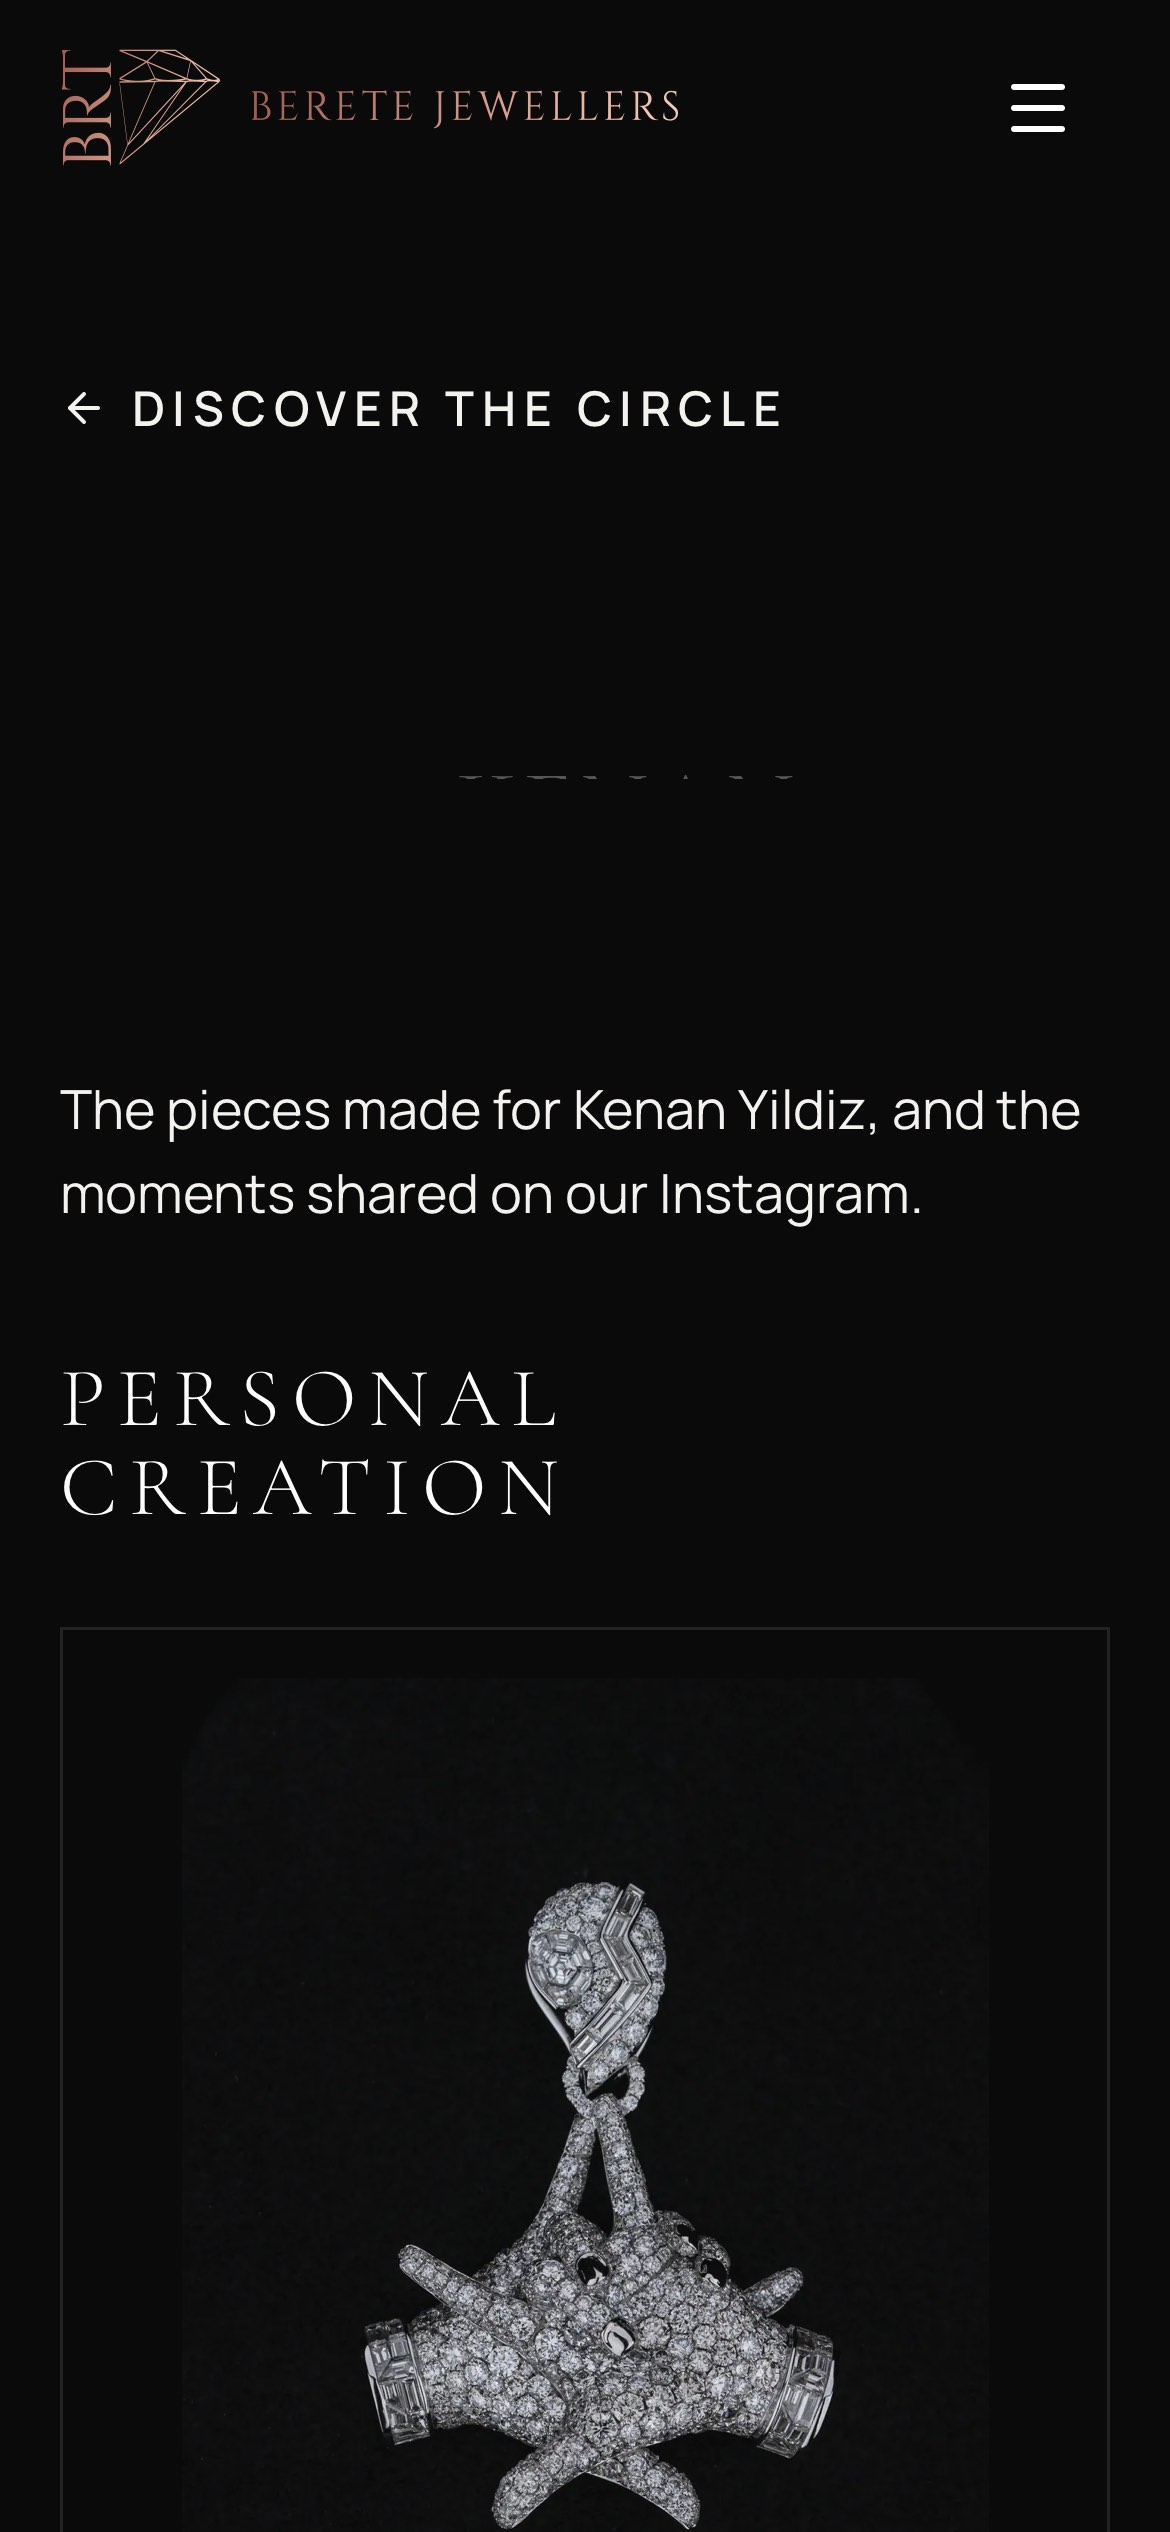 BRT
BERETE JEWELLERS
← DISCOVER THE CIRCLE
The pieces made for Kenan Yildiz, and the
moments shared on our Instagram.
PERSONAL
CREATION